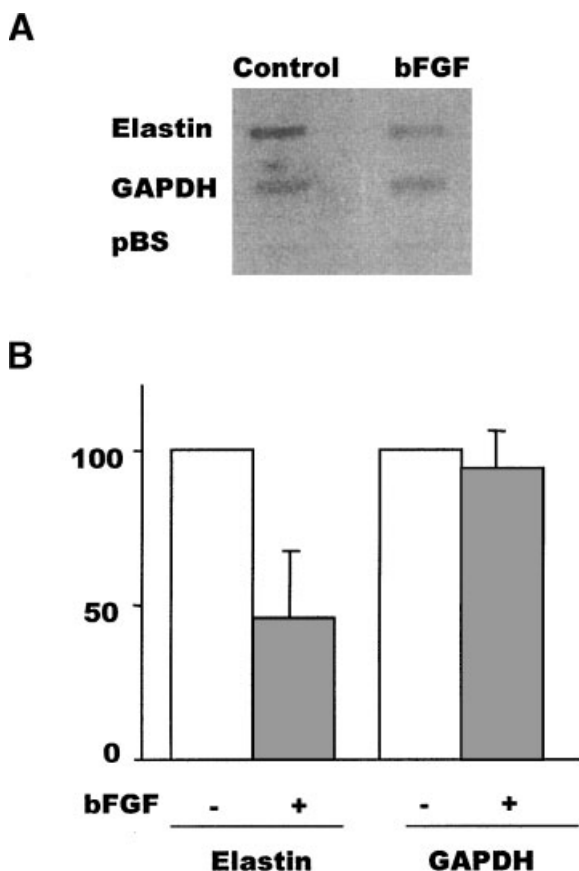 A
Control bFGF
Elastin
GAPDH
pBS
B
100
50
0
bFGF - + - +
Elastin GAPDH